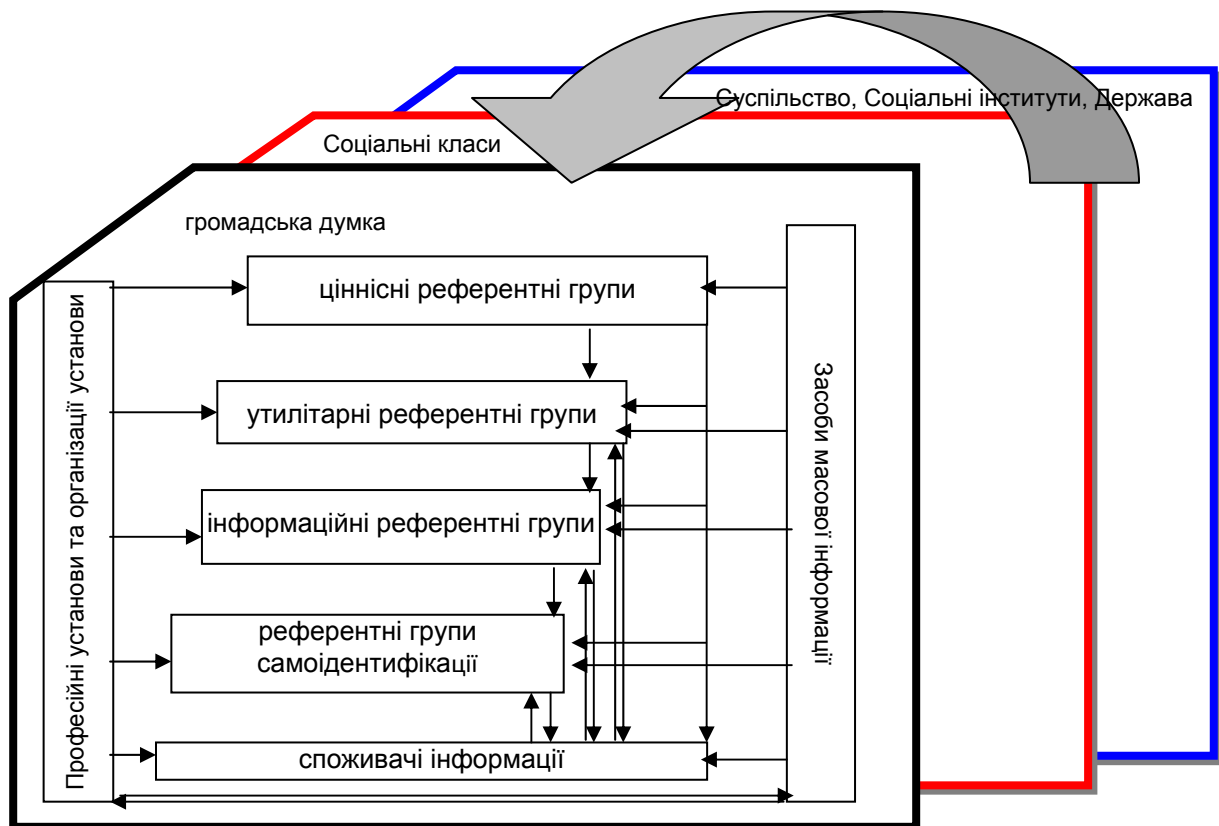 Суспільство, Соціальні інститути, Держава
Соціальні класи
громадська думка
Професійні установи та організації установи
ціннісні референтні групи
утилітарні референтні групи
інформаційні референтні групи
референтні групи
самоідентифікації
споживачі інформації
Засоби масової інформації